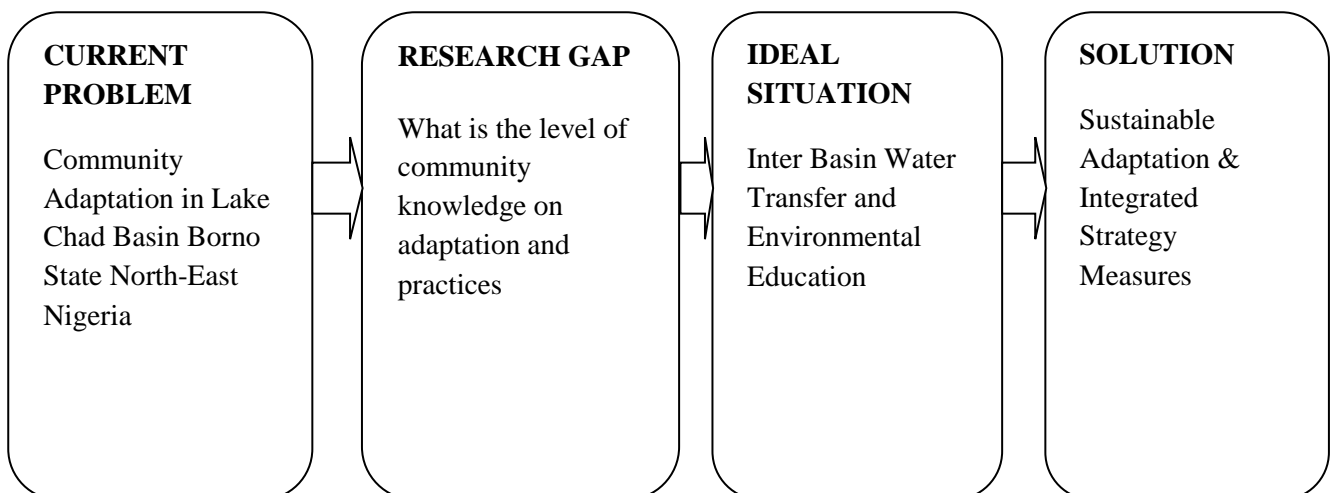 CURRENT
PROBLEM
Community
Adaptation in Lake
Chad Basin Borno
State North-East
Nigeria
RESEARCH GAP
What is the level of
community
knowledge on
adaptation and
practices
IDEAL
SITUATION
Inter Basin Water
Transfer and
Environmental
Education
SOLUTION
Sustainable
Adaptation &
Integrated
Strategy
Measures